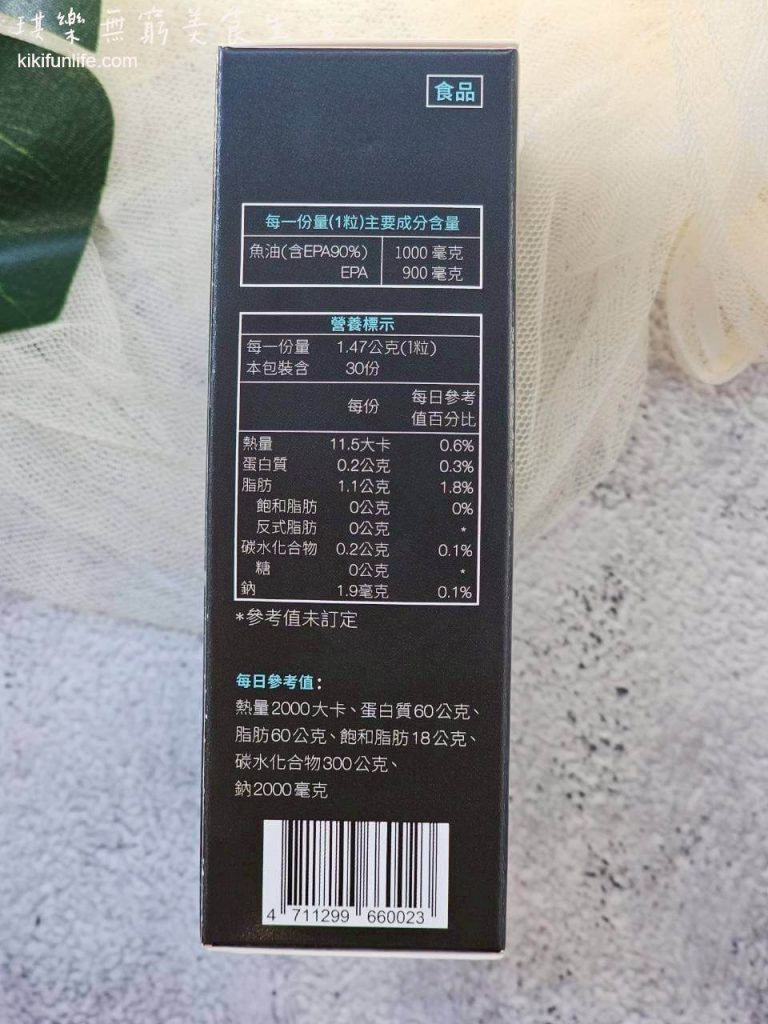 琪樂無窮美食生活
kikifunlife.com
食品
每一份量(1粒)主要成分含量
魚油(含EPA90%) 1000 毫克
EPA 900 毫克
營養標示
每一份量 1.47公克(1粒)
本包裝含 30份
每份 每日參考值百分比
熱量 11.5大卡 0.6%
蛋白質 0.2公克 0.3%
脂肪 1.1公克 1.8%
飽和脂肪 0公克 0%
反式脂肪 0公克 *
碳水化合物 0.2公克 0.1%
糖 0公克 *
鈉 1.9毫克 0.1%
*參考值未訂定
每日參考值：
熱量2000大卡、蛋白質60公克、
脂肪60公克、飽和脂肪18公克、
碳水化合物300公克、
鈉2000毫克
4 711299 660023